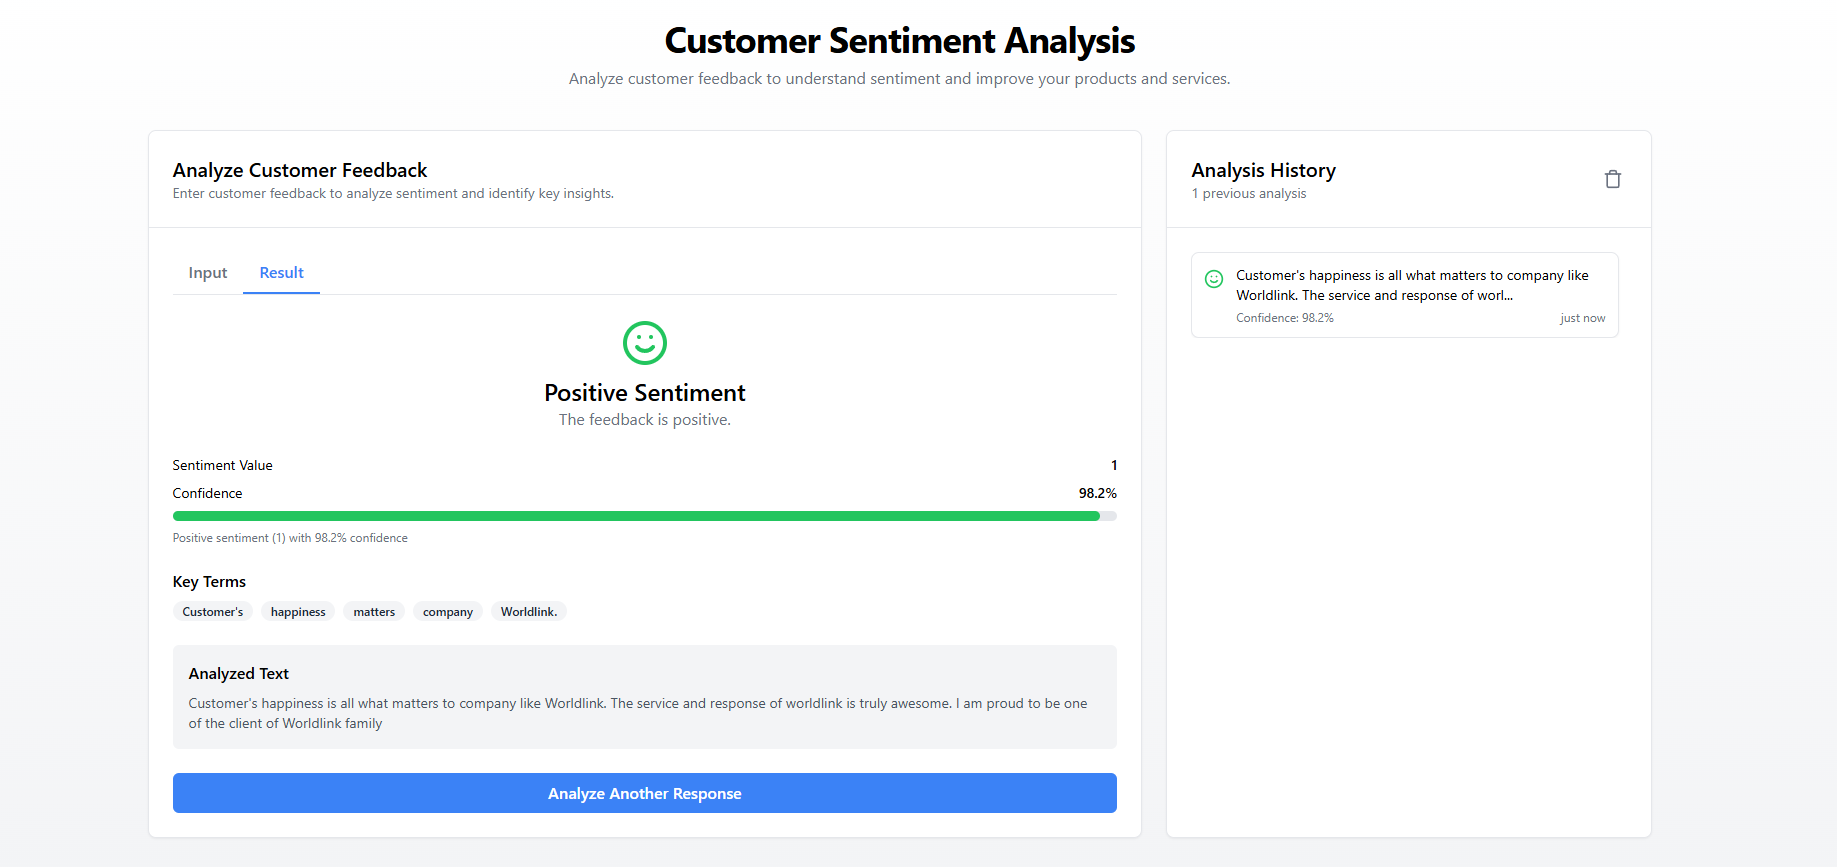 Customer Sentiment Analysis
Analyze customer feedback to understand sentiment and improve your products and services.
Analyze Customer Feedback
Enter customer feedback to analyze sentiment and identify key insights.
Input Result
Positive Sentiment
The feedback is positive.
Sentiment Value 1
Confidence 98.2%
Positive sentiment (1) with 98.2% confidence
Key Terms
Customer's happiness matters company Worldlink.
Analyzed Text
Customer's happiness is all what matters to company like Worldlink. The service and response of worldlink is truly awesome. I am proud to be one
of the client of Worldlink family
Analyze Another Response
Analysis History
1 previous analysis
Customer's happiness is all what matters to company like
Worldlink. The service and response of worl...
Confidence: 98.2% just now